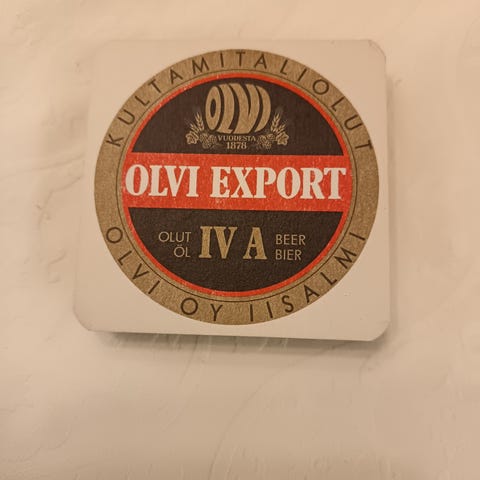 KULTAMITALIOLUT
OLVI
VUODESTA
1878
OLVI EXPORT
OLUT IV A BEER
ÖL BIER
OLVI OY IISALMI